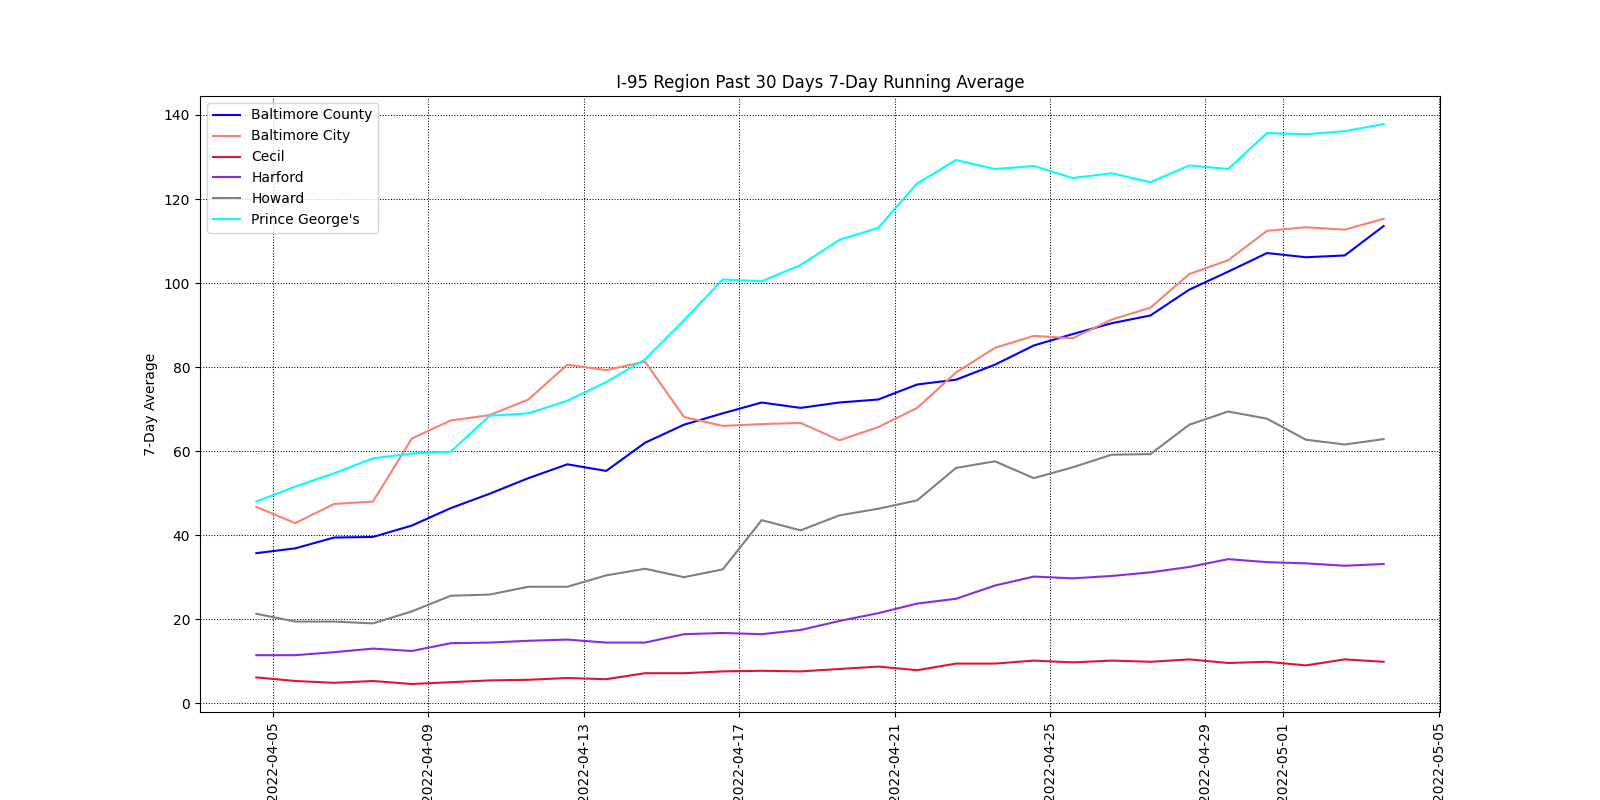 I-95 Region Past 30 Days 7-Day Running Average
Baltimore County
Baltimore City
Cecil
Harford
Howard
Prince George's
7-Day Average
140
120
100
80
60
40
20
0
2022-04-05
2022-04-09
2022-04-13
2022-04-17
2022-04-21
2022-04-25
2022-04-29
2022-05-01
2022-05-05